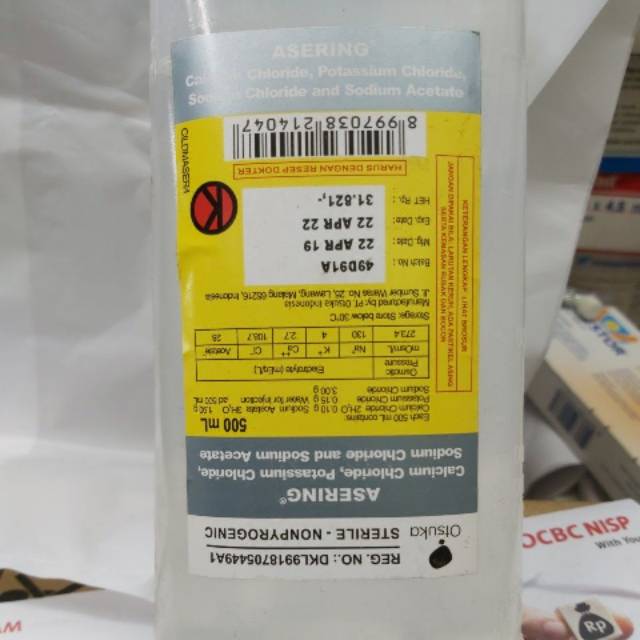 REG. NO.: DKL9918705449A1
Otsuka STERILE - NONPYROGENIC
ASERING®
Calcium Chloride, Potassium Chloride,
Sodium Chloride and Sodium Acetate
500 mL
Each 500 mL contains:
Calcium Chloride 2H₂O 0.10 g Sodium Acetate 3H₂O 1.90 g
Potassium Chloride 0.15 g Water for Injection ad 500 mL
Sodium Chloride 3.00 g
Osmotic Pressure mOsm/L Electrolyte (mEq/L)
Na⁺ K⁺ Ca⁺⁺ Cl⁻ Acetate
273.4 130 4 2.7 108.7 28
Storage: Store below 30°C
Manufactured by: PT. Otsuka Indonesia
Jl. Sumber Waras No. 25, Lawang, Malang 65216, Indonesia
Batch No : 49D91A
Mfg. Date : 22 APR 19
Exp. Date : 22 APR 22
HET Rp. : 31.821,-
HARUS DENGAN RESEP DOKTER
K
8997038214047
KETERANGAN LENGKAP LIHAT BROSUR
JANGAN DIPAKAI BILA: LARUTAN KERUH, ADA PARTIKEL ASING
SERTA KEMASAN RUSAK DAN BOCOR
ASERING
Chloride, Potassium Chloride,
Chloride and Sodium Acetate
OCBC NISP
With You
Rp